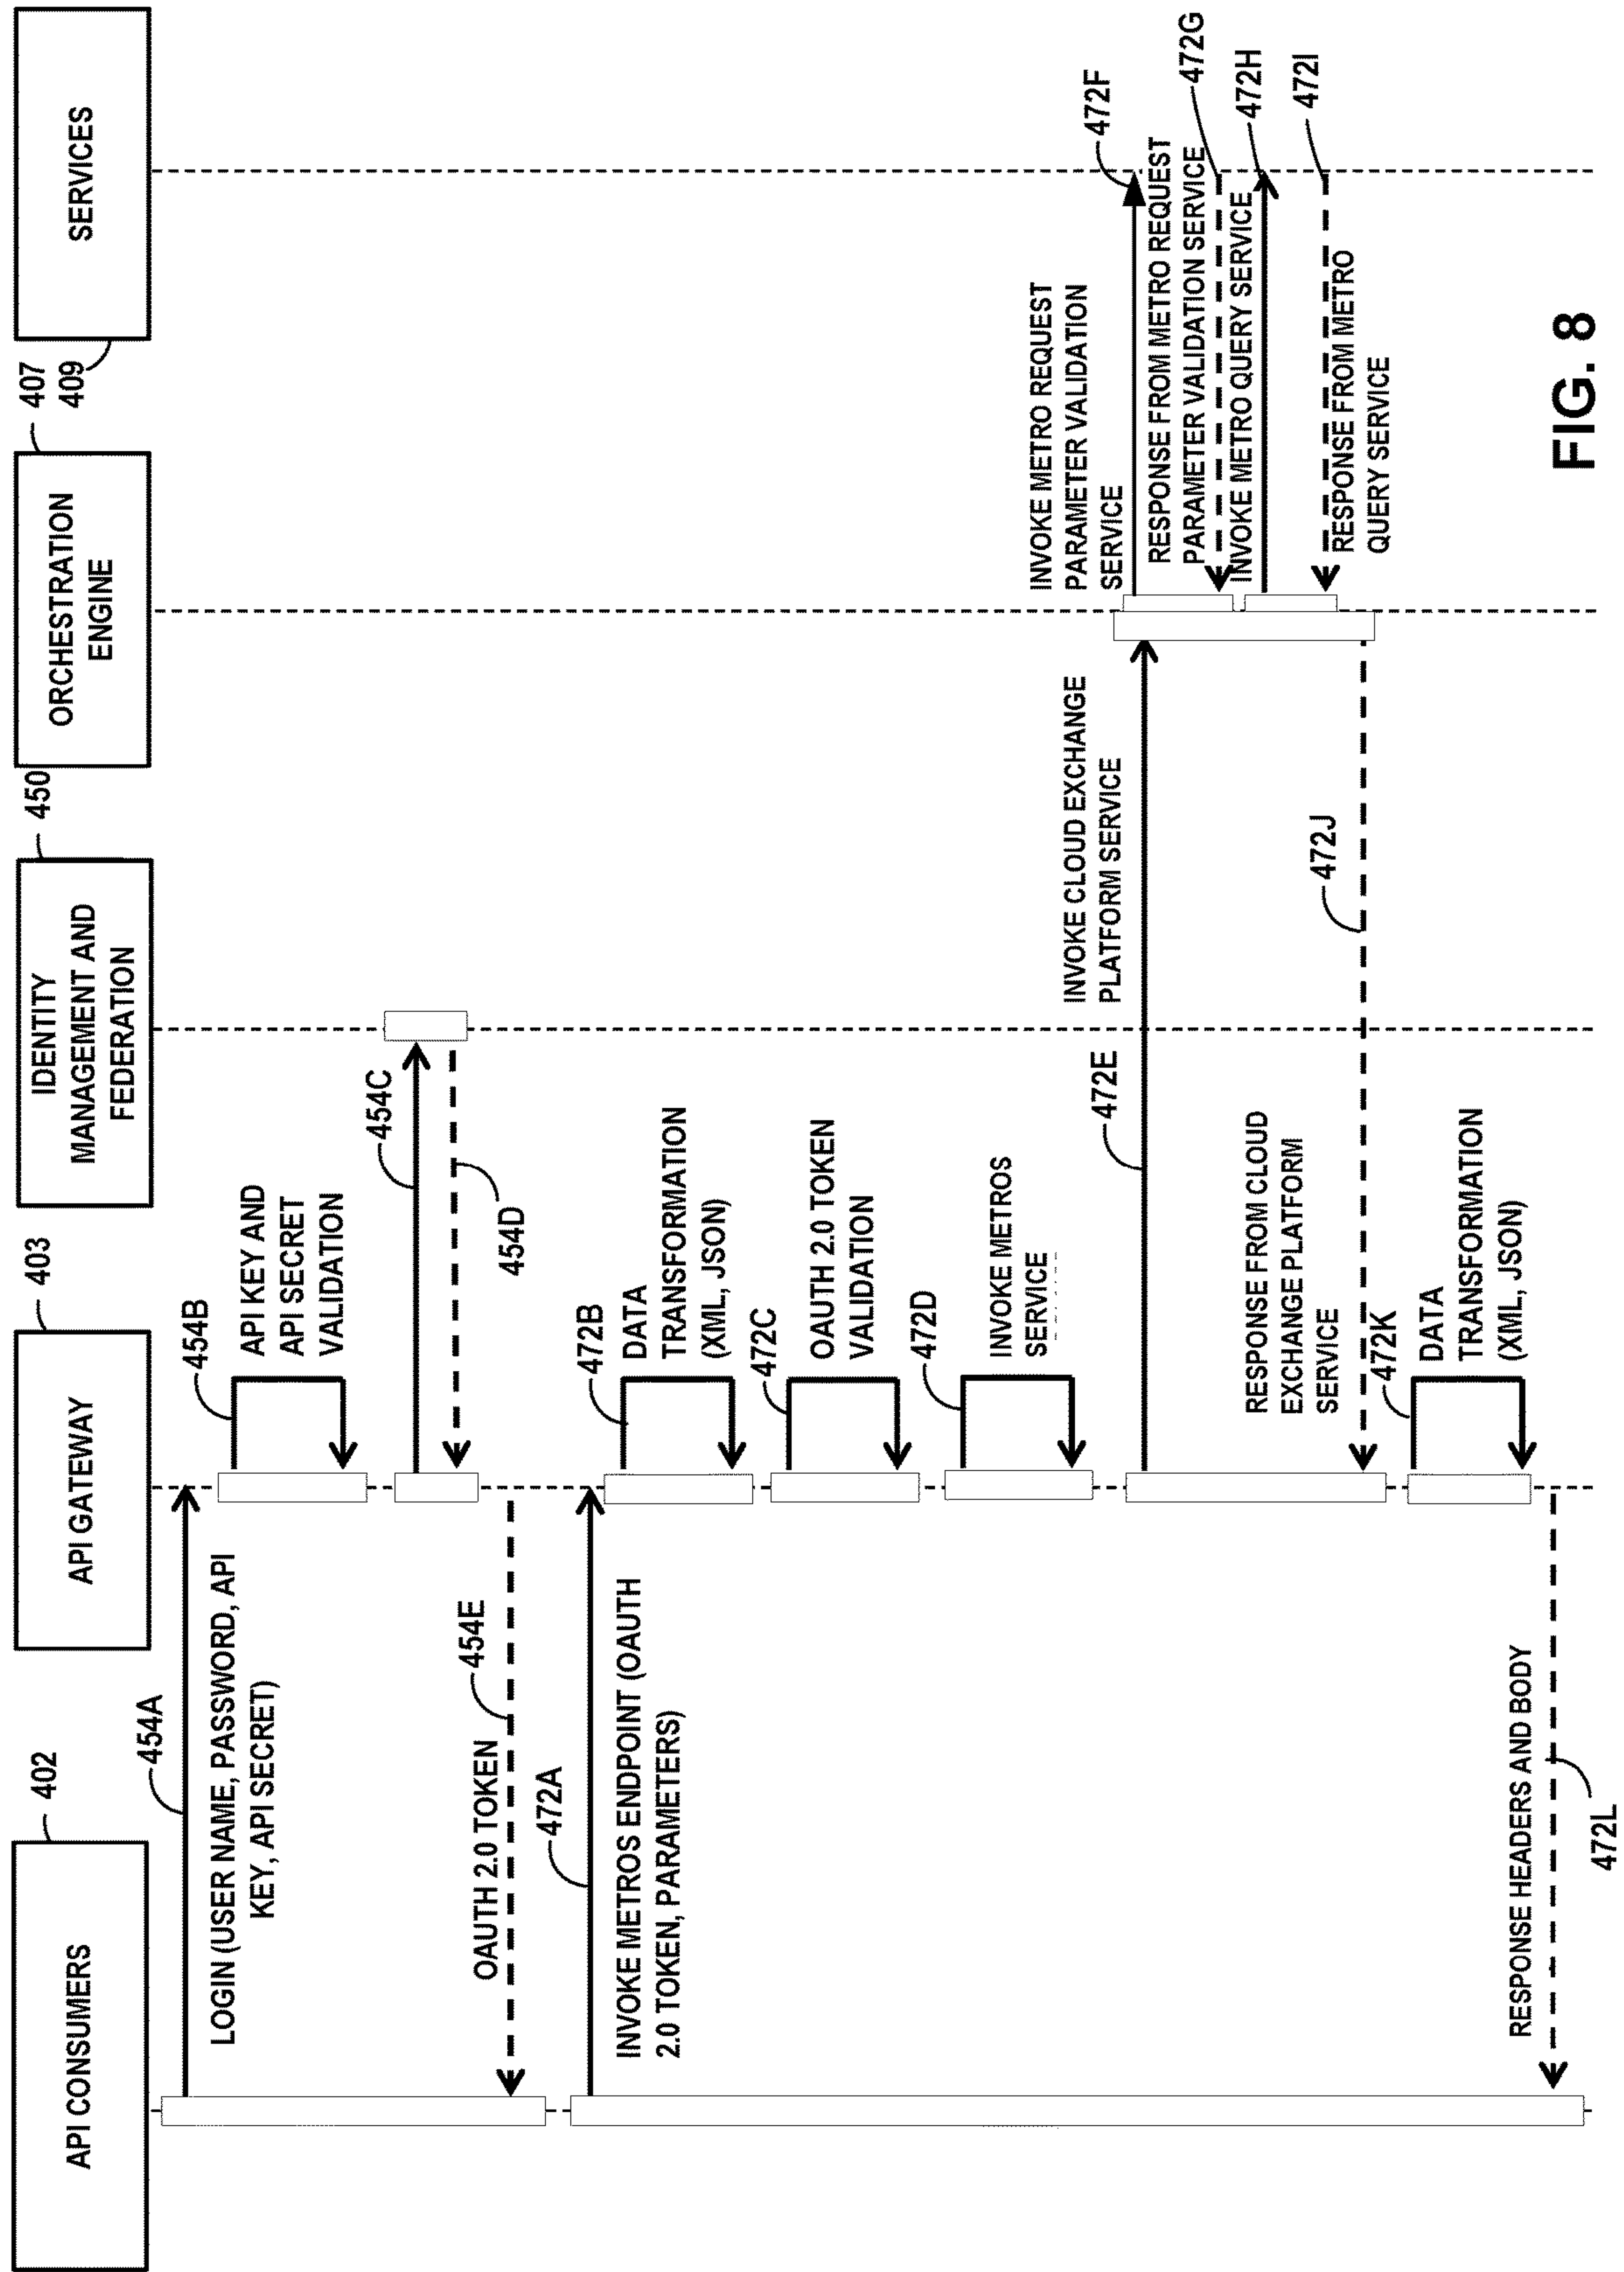 402
API CONSUMERS
403
API GATEWAY
450
IDENTITY
MANAGEMENT AND
FEDERATION
407
ORCHESTRATION
ENGINE
409
SERVICES
454A
LOGIN (USER NAME, PASSWORD, API
KEY, API SECRET)
454B
API KEY AND
API SECRET
VALIDATION
454C
454D
454E
OAUTH 2.0 TOKEN
472A
INVOKE METROS ENDPOINT (OAUTH
2.0 TOKEN, PARAMETERS)
472B
DATA
TRANSFORMATION
(XML, JSON)
472C
OAUTH 2.0 TOKEN
VALIDATION
472D
INVOKE METROS
SERVICE
472E
INVOKE CLOUD EXCHANGE
PLATFORM SERVICE
INVOKE METRO REQUEST
PARAMETER VALIDATION
SERVICE
472F
RESPONSE FROM METRO REQUEST
PARAMETER VALIDATION SERVICE
472G
INVOKE METRO QUERY SERVICE
472H
472I
RESPONSE FROM METRO
QUERY SERVICE
472J
RESPONSE FROM CLOUD
EXCHANGE PLATFORM
SERVICE
472K
DATA
TRANSFORMATION
(XML, JSON)
RESPONSE HEADERS AND BODY
472L
FIG. 8